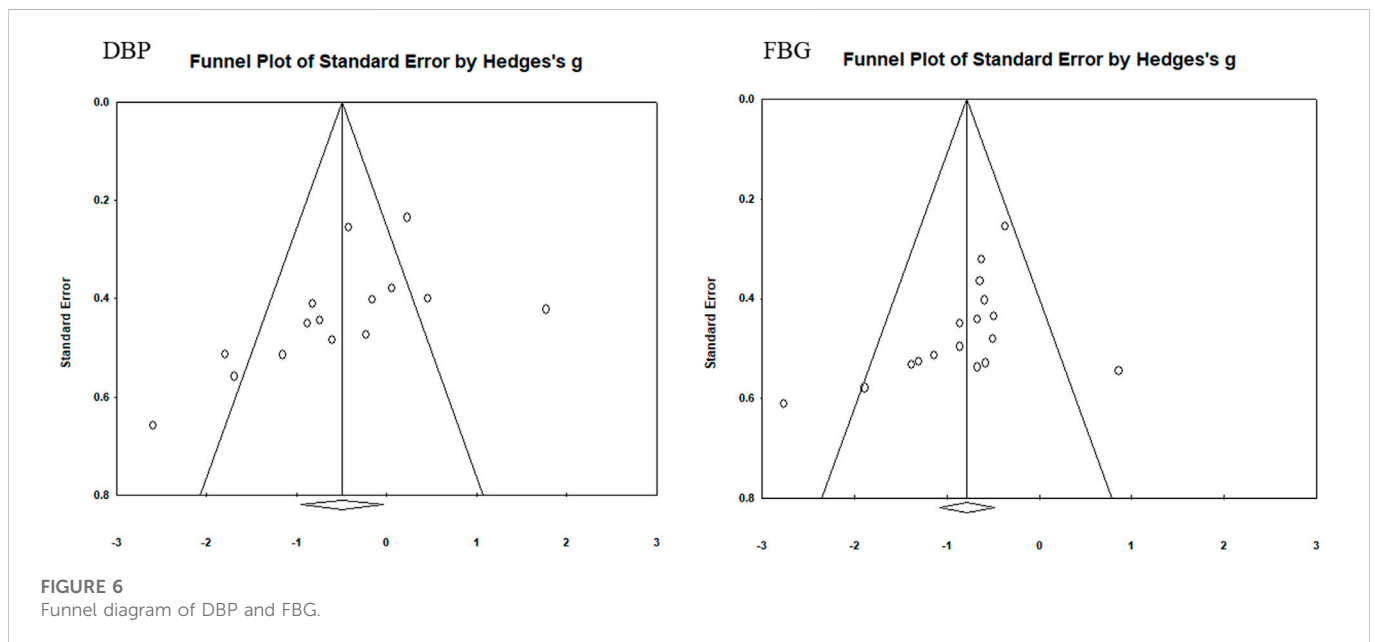 DBP
Funnel Plot of Standard Error by Hedges's g
0.0
0.2
0.4
0.6
0.8
Standard Error
-3 -2 -1 0 1 2 3
FBG
Funnel Plot of Standard Error by Hedges's g
0.0
0.2
0.4
0.6
0.8
Standard Error
-3 -2 -1 0 1 2 3
FIGURE 6
Funnel diagram of DBP and FBG.